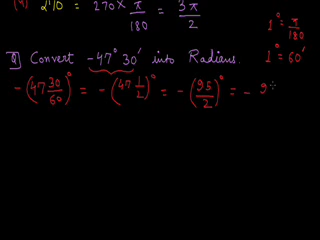 270 × π/180 = 3π/2
1° = π/180
Q) Convert -47° 30′ into Radians.
1° = 60′
-(47 30/60)° = -(47 1/2)° = -(95/2)° = - 9